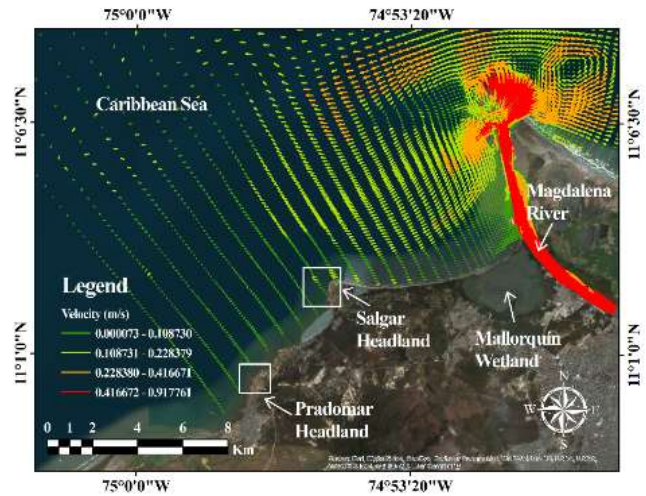 75°0'0"W 74°53'20"W
Caribbean Sea
11°6'30"N 11°6'30"N
Magdalena
River
Legend
Velocity (m/s)
0.000073 - 0.108730
0.108731 - 0.228379
0.228380 - 0.416671
0.416672 - 0.917761
Salgar
Headland
Mallorquín
Wetland
11°1'0"N 11°1'0"N
Pradomar
Headland
N
W E
S
0 1 2 4 6 8
Km
75°0'0"W 74°53'20"W